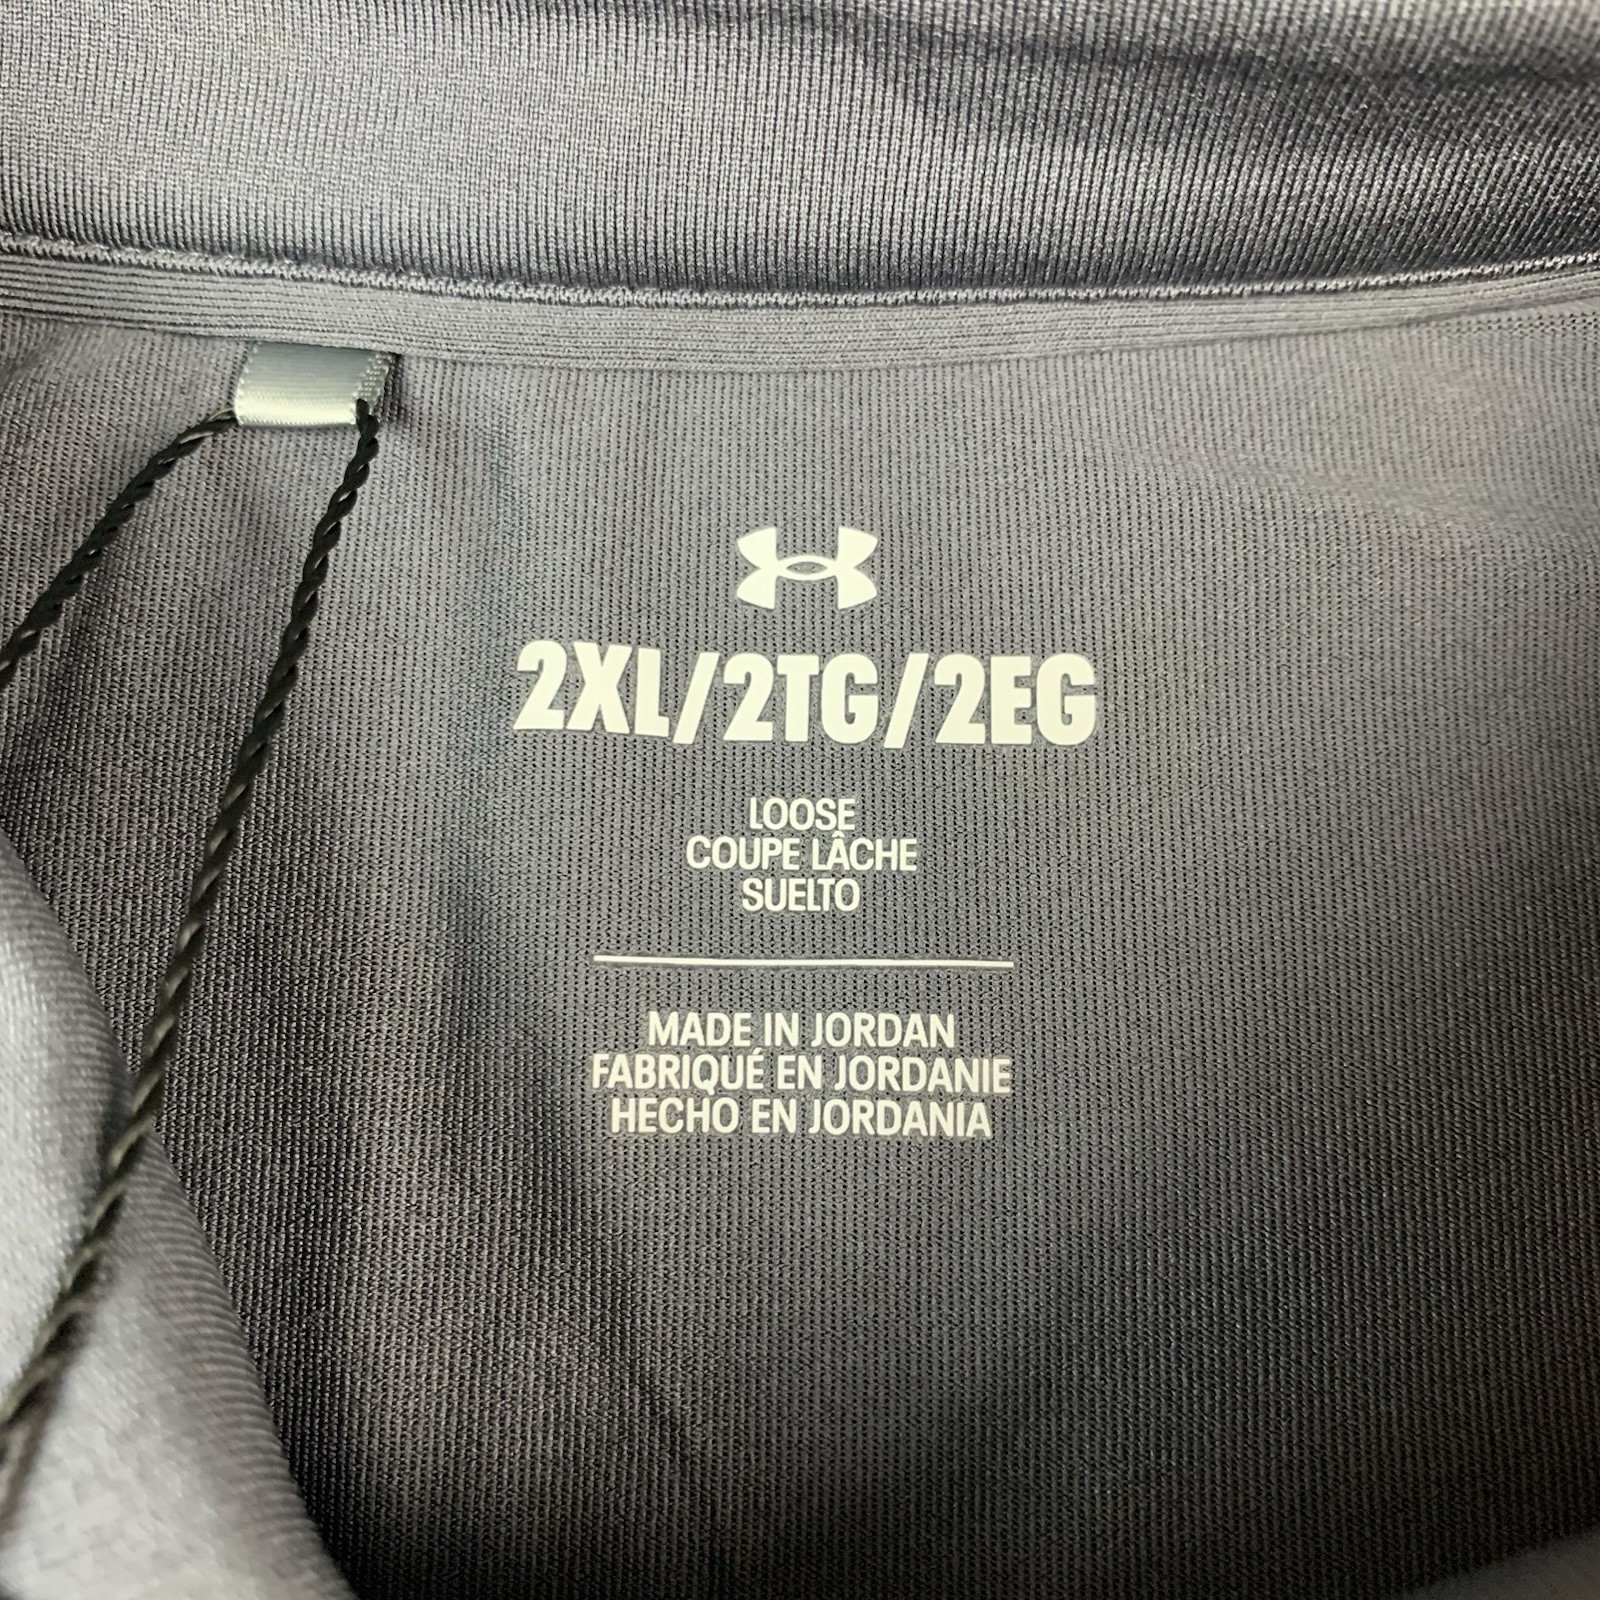 2XL/2TG/2EG
LOOSE
COUPE LÂCHE
SUELTO
MADE IN JORDAN
FABRIQUÉ EN JORDANIE
HECHO EN JORDANIA